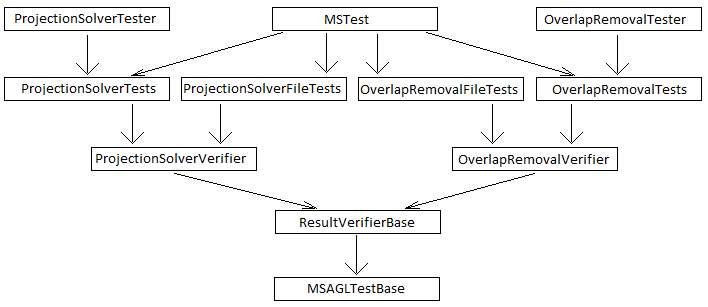 ProjectionSolverTester
MSTest
OverlapRemovalTester
ProjectionSolverTests
ProjectionSolverFileTests
OverlapRemovalFileTests
OverlapRemovalTests
ProjectionSolverVerifier
OverlapRemovalVerifier
ResultVerifierBase
MSAGLTestBase